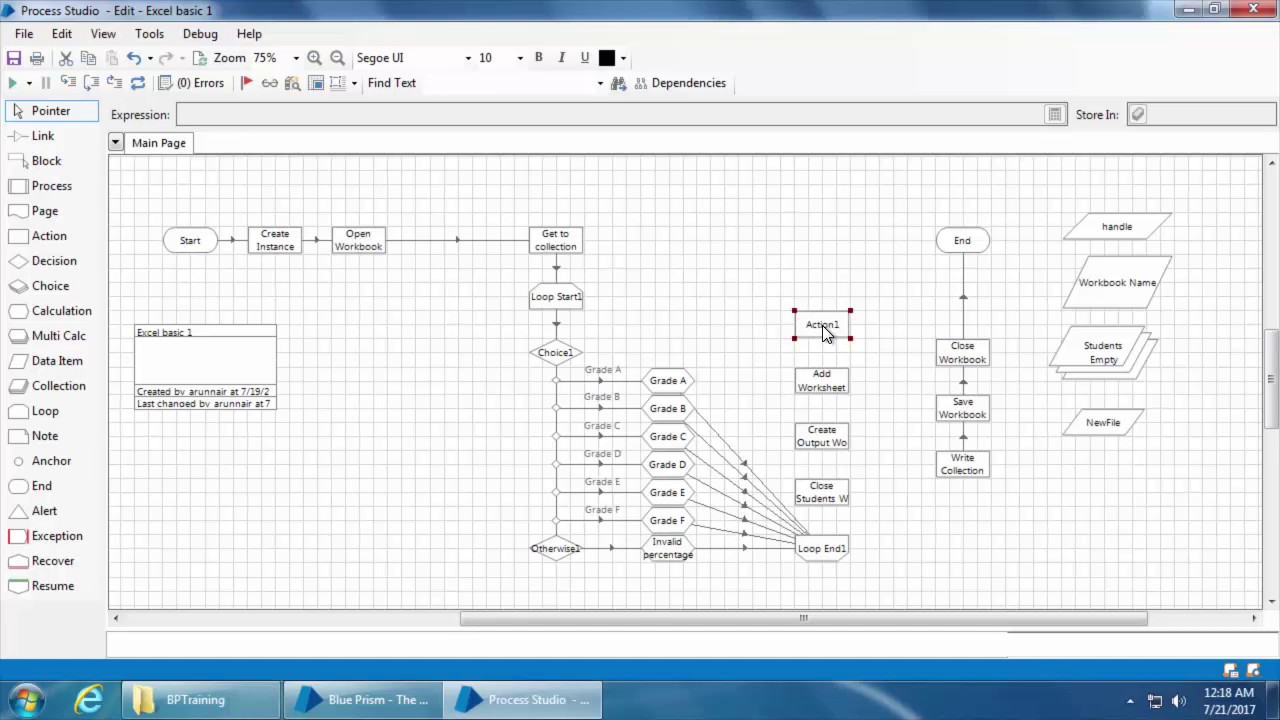 Process Studio - Edit - Excel basic 1
File Edit View Tools Debug Help
Zoom 75% Segoe UI 10 B I U
(0) Errors Find Text Dependencies
Pointer
Link
Block
Process
Page
Action
Decision
Choice
Calculation
Multi Calc
Data Item
Collection
Loop
Note
Anchor
End
Alert
Exception
Recover
Resume
Expression: Store In:
Main Page
Start
Create
Instance
Open
Workbook
Get to
collection
Loop Start1
Choice1
Grade A
Grade B
Grade C
Grade D
Grade E
Grade F
Otherwise1
Grade A
Grade B
Grade C
Grade D
Grade E
Grade F
Invalid
percentage
Excel basic 1
Created by arunnair at 7/19/2
Last changed by arunnair at 7
Action1
Add
Worksheet
Create
Output Wo
Close
Students W
Loop End1
End
Close
Workbook
Save
Workbook
Write
Collection
handle
Workbook Name
Students
Empty
NewFile
BPTraining
Blue Prism - The ...
Process Studio - ...
12:18 AM
7/21/2017